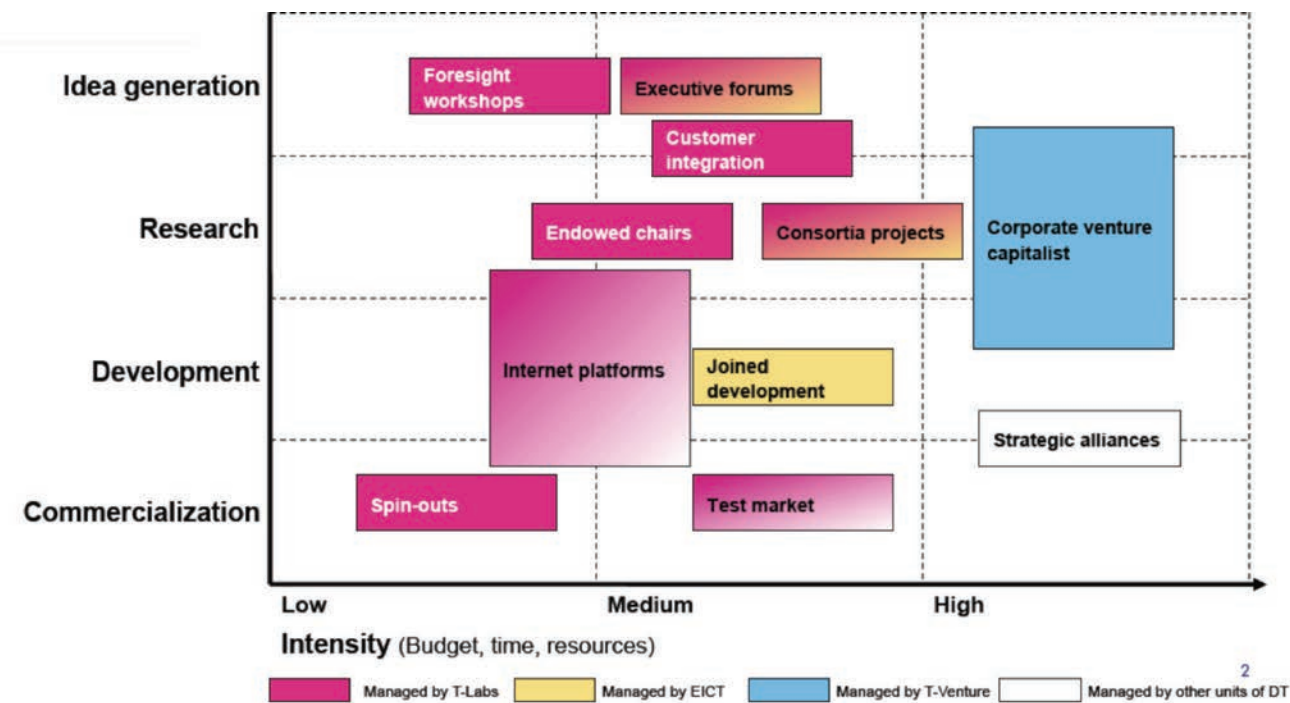 Idea generation
Foresight
workshops
Executive forums
Customer
integration
Research
Endowed chairs
Consortia projects
Corporate venture
capitalist
Development
Internet platforms
Joined
development
Strategic alliances
Commercialization
Spin-outs
Test market
Low
Medium
High
Intensity (Budget, time, resources)
2
Managed by T-Labs
Managed by EICT
Managed by T-Venture
Managed by other units of DT